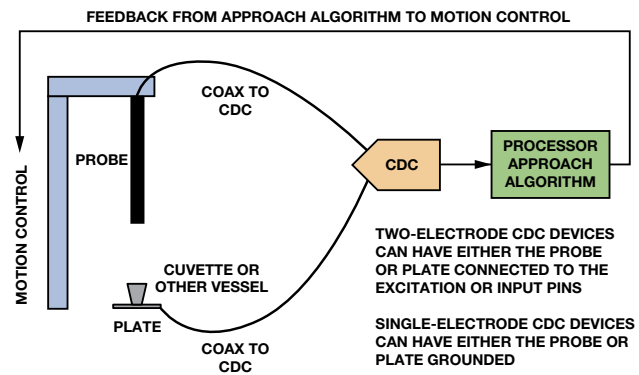 FEEDBACK FROM APPROACH ALGORITHM TO MOTION CONTROL
COAX TO
CDC
PROBE
MOTION CONTROL
CDC
PROCESSOR
APPROACH
ALGORITHM
CUVETTE OR
OTHER VESSEL
PLATE
COAX TO
CDC
TWO-ELECTRODE CDC DEVICES
CAN HAVE EITHER THE PROBE
OR PLATE CONNECTED TO THE
EXCITATION OR INPUT PINS
SINGLE-ELECTRODE CDC DEVICES
CAN HAVE EITHER THE PROBE OR
PLATE GROUNDED